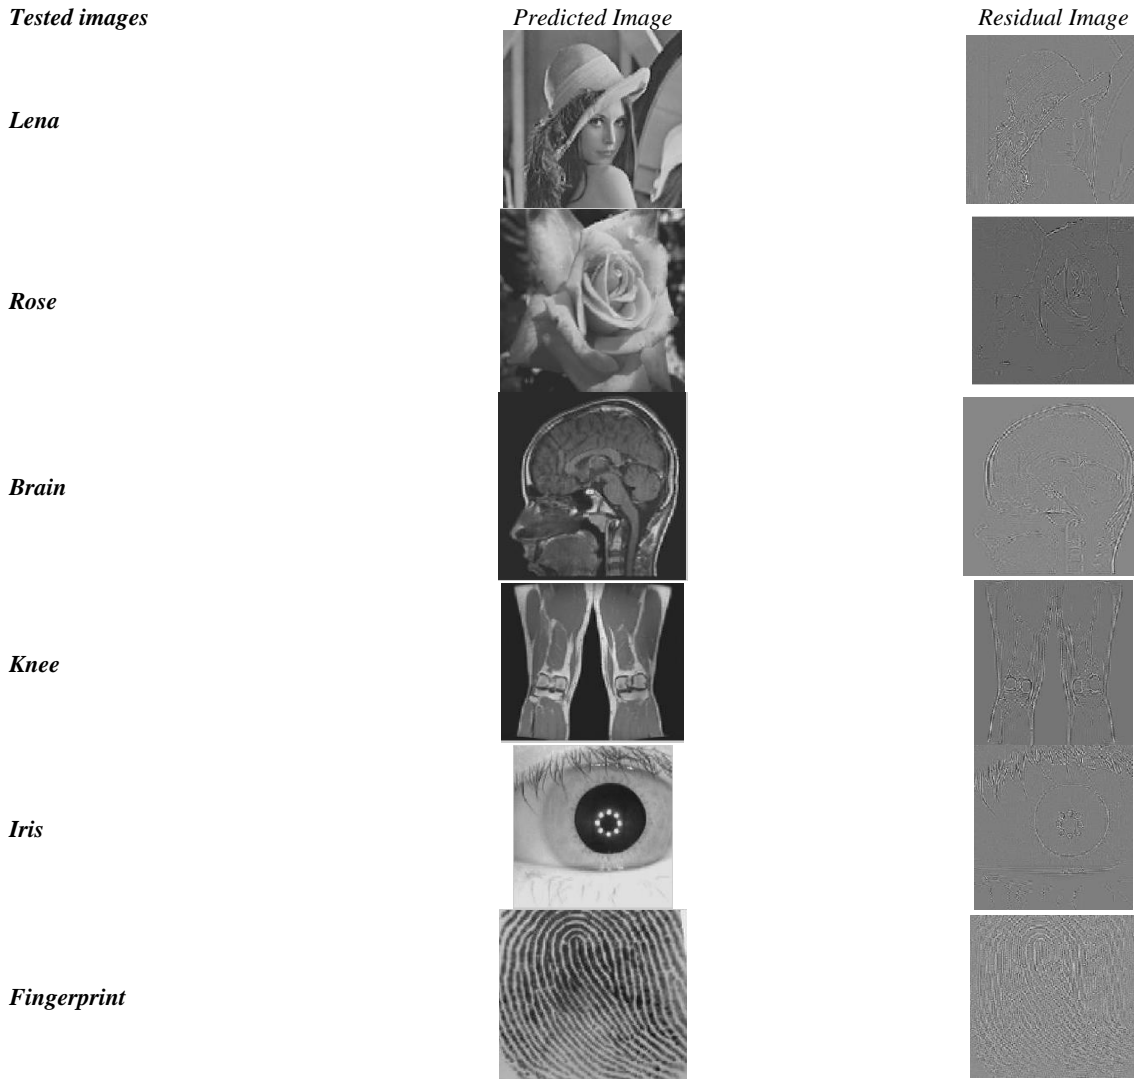 Tested images Predicted Image Residual Image
Lena
Rose
Brain
Knee
Iris
Fingerprint